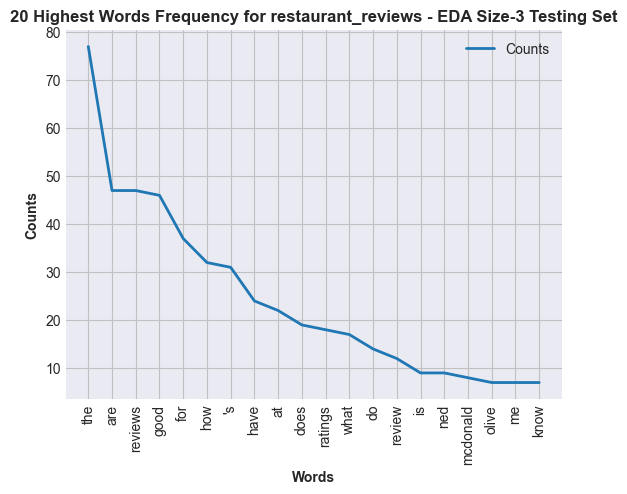 20 Highest Words Frequency for restaurant_reviews - EDA Size-3 Testing Set
Counts
80
70
60
50
40
30
20
10
Counts
the
are
reviews
good
for
how
's
have
at
does
ratings
what
do
review
is
ned
mcdonald
olive
me
know
Words